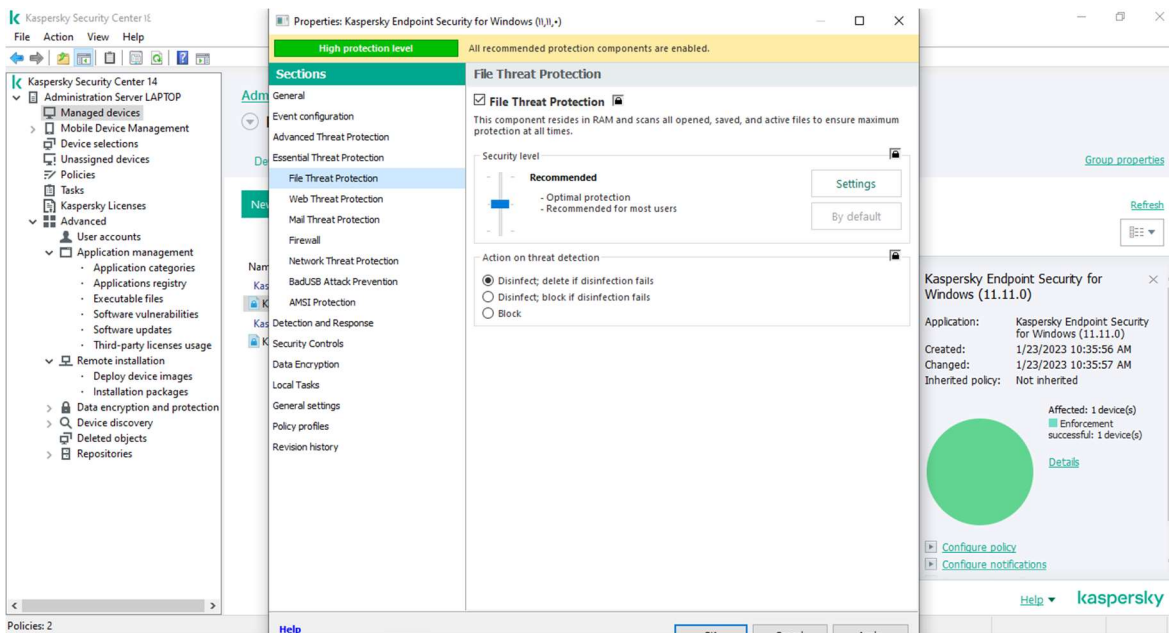 Kaspersky Security Center
File Action View Help
Kaspersky Security Center 14
Administration Server LAPTOP
Managed devices
Mobile Device Management
Device selections
Unassigned devices
Policies
Tasks
Kaspersky Licenses
Advanced
User accounts
Application management
Application categories
Applications registry
Executable files
Software vulnerabilities
Software updates
Third-party licenses usage
Remote installation
Deploy device images
Installation packages
Data encryption and protection
Device discovery
Deleted objects
Repositories
Policies: 2
Properties: Kaspersky Endpoint Security for Windows
High protection level
All recommended protection components are enabled.
Sections
General
Event configuration
Advanced Threat Protection
Essential Threat Protection
File Threat Protection
Web Threat Protection
Mail Threat Protection
Firewall
Network Threat Protection
BadUSB Attack Prevention
AMSI Protection
Detection and Response
Security Controls
Data Encryption
Local Tasks
General settings
Policy profiles
Revision history
Help
File Threat Protection
File Threat Protection
This component resides in RAM and scans all opened, saved, and active files to ensure maximum
protection at all times.
Security level
Recommended
- Optimal protection
- Recommended for most users
Settings
By default
Action on threat detection
Disinfect; delete if disinfection fails
Disinfect; block if disinfection fails
Block
Group properties
Refresh
Kaspersky Endpoint Security for
Windows (11.11.0)
Application: Kaspersky Endpoint Security
for Windows (11.11.0)
Created: 1/23/2023 10:35:56 AM
Changed: 1/23/2023 10:35:57 AM
Inherited policy: Not inherited
Affected: 1 device(s)
Enforcement
successful: 1 device(s)
Details
Configure policy
Configure notifications
Help
kaspersky